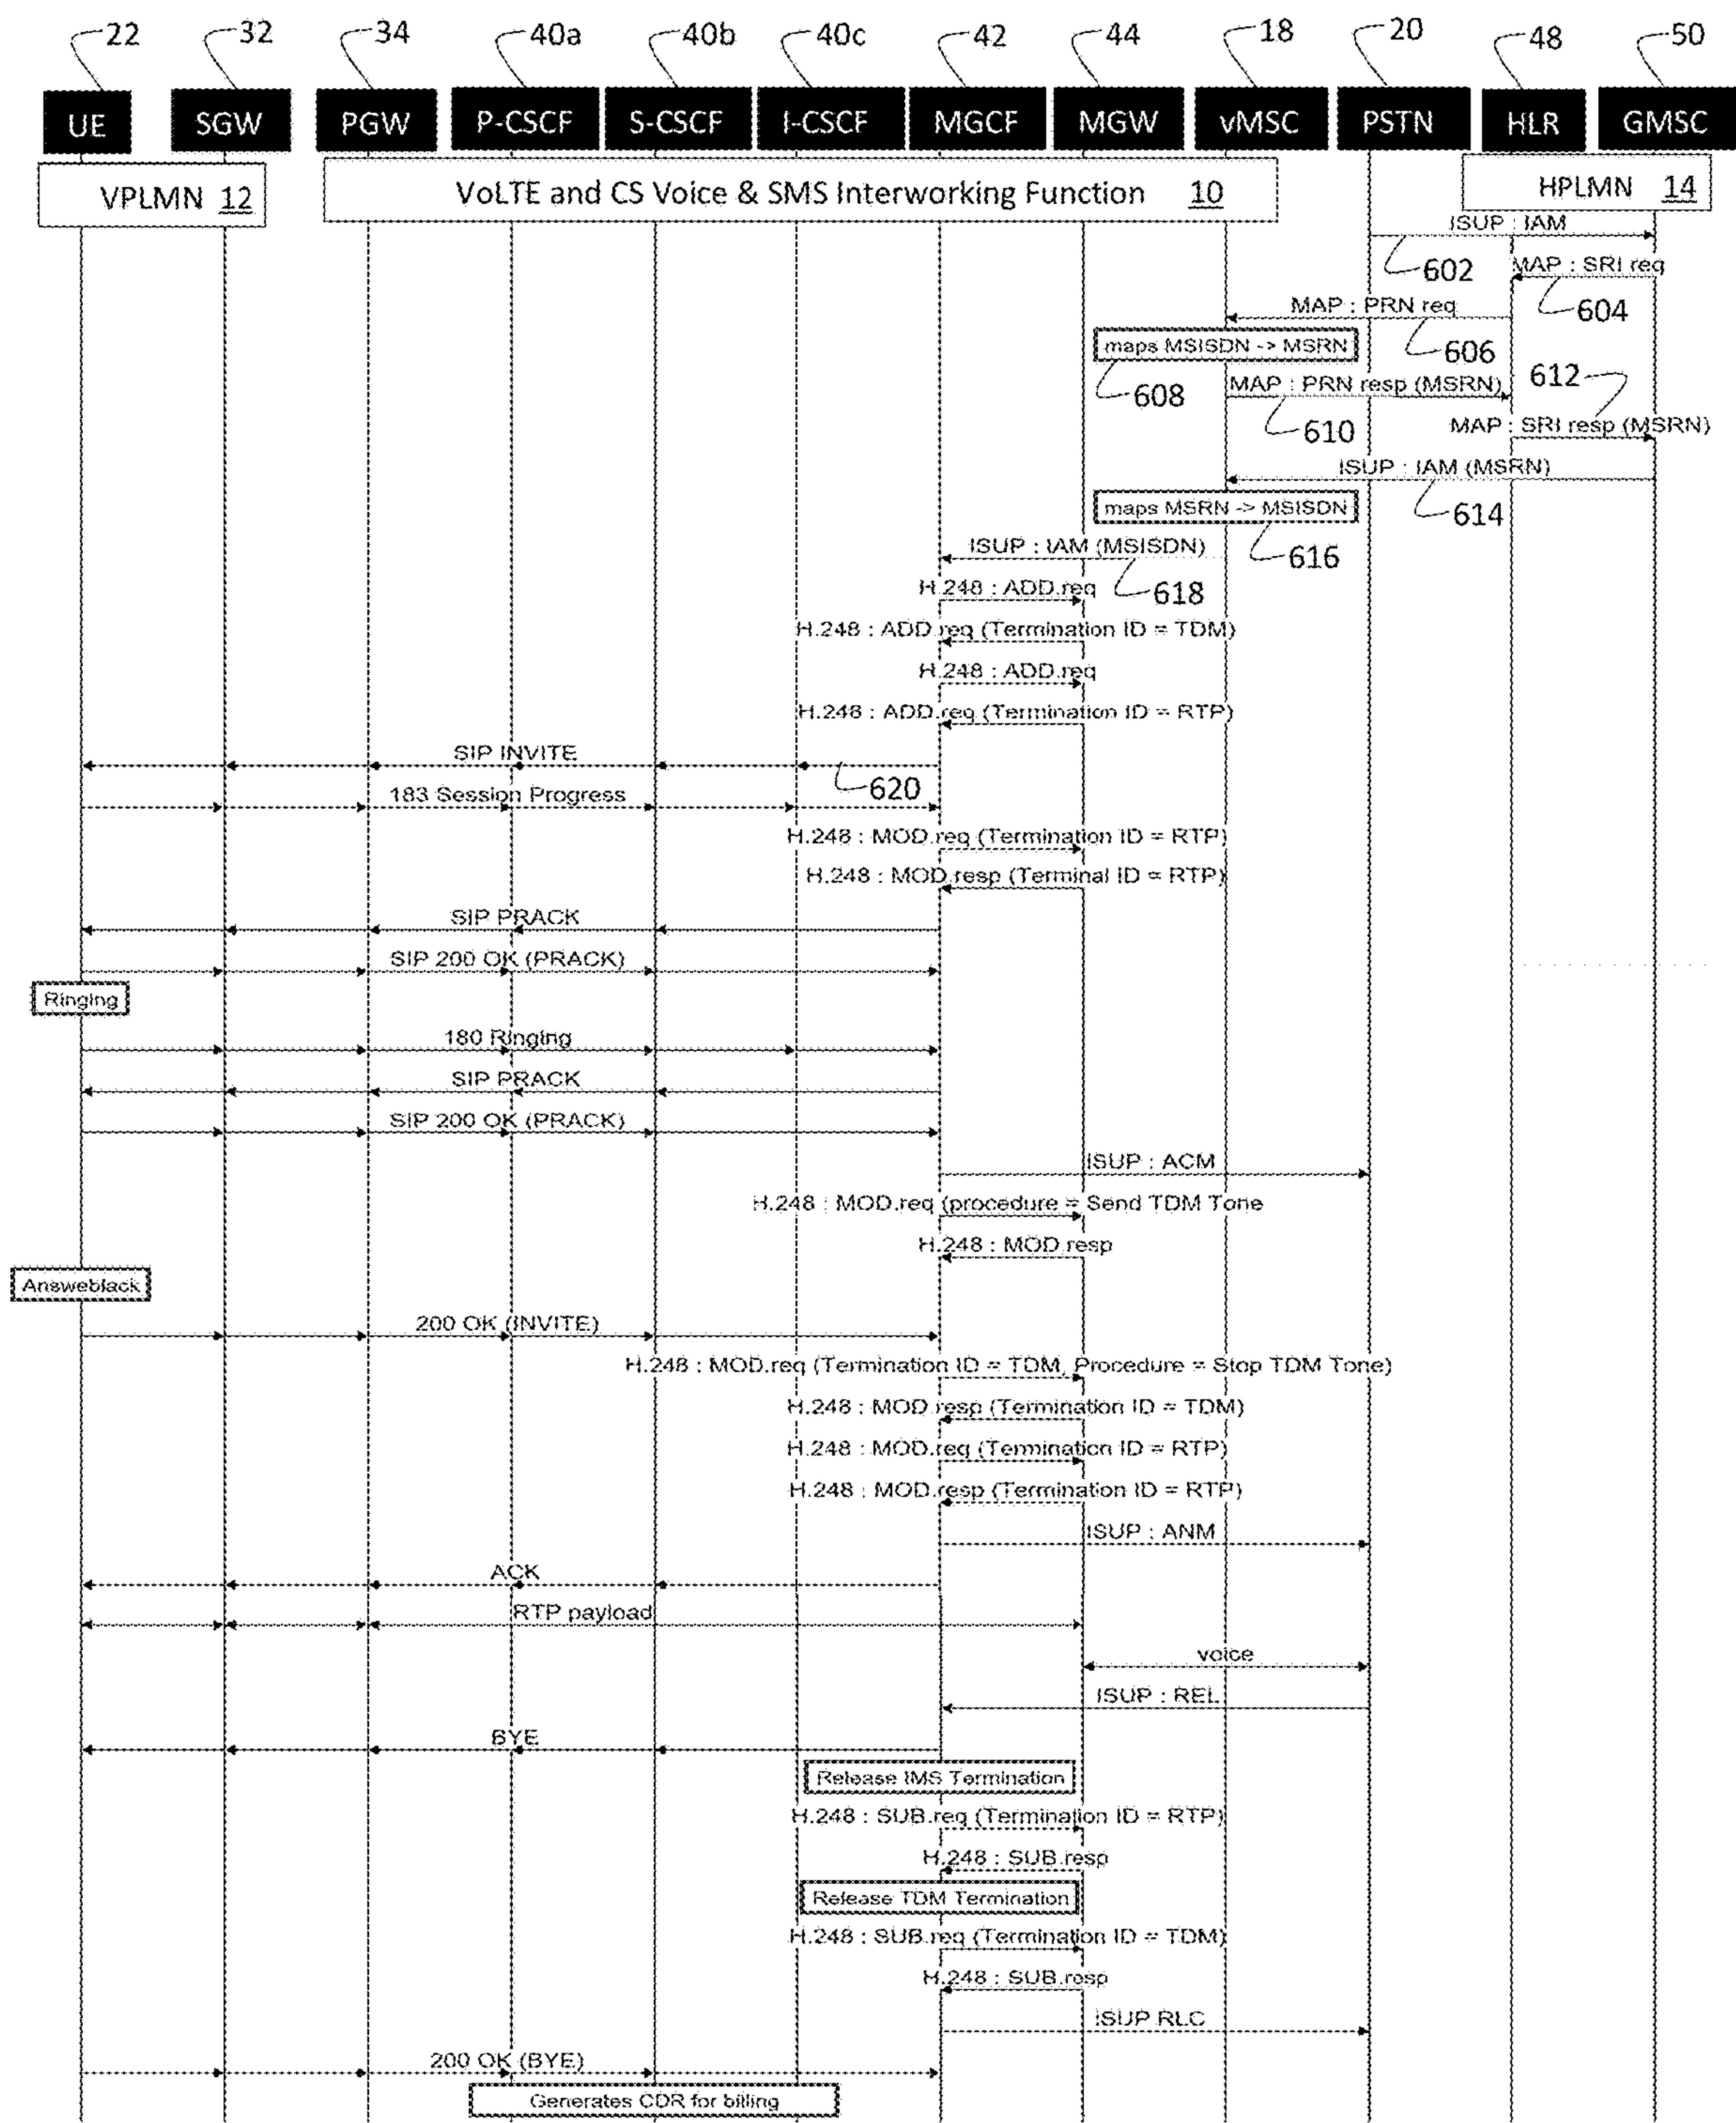 22 32 34 40a 40b 40c 42 44 18 20 48 50
UE SGW PGW P-CSCF S-CSCF I-CSCF MGCF MGW vMSC PSTN HLR GMSC
VPLMN 12 VoLTE and CS Voice & SMS Interworking Function 10 HPLMN 14
ISUP : IAM
602
MAP : SRI req
604
MAP : PRN req
606
maps MSISDN -> MSRN
608
MAP : PRN resp (MSRN)
610
612
MAP : SRI resp (MSRN)
ISUP : IAM (MSRN)
614
maps MSRN -> MSISDN
616
ISUP : IAM (MSISDN)
618
H.248 : ADD.req
H.248 : ADD.req (Termination ID = TDM)
H.248 : ADD.req
H.248 : ADD.req (Termination ID = RTP)
SIP INVITE
620
183 Session Progress
H.248 : MOD.req (Termination ID = RTP)
H.248 : MOD.resp (Terminal ID = RTP)
SIP PRACK
SIP 200 OK (PRACK)
Ringing
180 Ringing
SIP PRACK
SIP 200 OK (PRACK)
ISUP : ACM
H.248 : MOD.req (procedure = Send TDM Tone
H.248 : MOD.resp
Answeblack
200 OK (INVITE)
H.248 : MOD.req (Termination ID = TDM, Procedure = Stop TDM Tone)
H.248 : MOD.resp (Termination ID = TDM)
H.248 : MOD.req (Termination ID = RTP)
H.248 : MOD.resp (Termination ID = RTP)
ISUP : ANM
ACK
RTP payload
voice
ISUP : REL
BYE
Release IMS Termination
H.248 : SUB.req (Termination ID = RTP)
H.248 : SUB.resp
Release TDM Termination
H.248 : SUB.req (Termination ID = TDM)
H.248 : SUB.resp
ISUP RLC
200 OK (BYE)
Generates CDR for billing